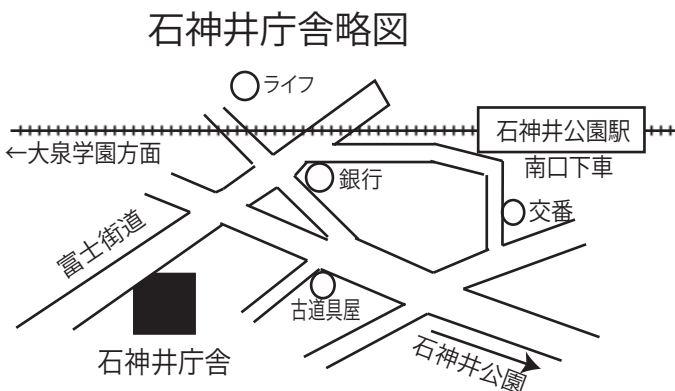 石神井庁舎略図
ライフ
石神井公園駅
←大泉学園方面
南口下車
銀行
交番
富士街道
古道具屋
石神井庁舎
石神井公園